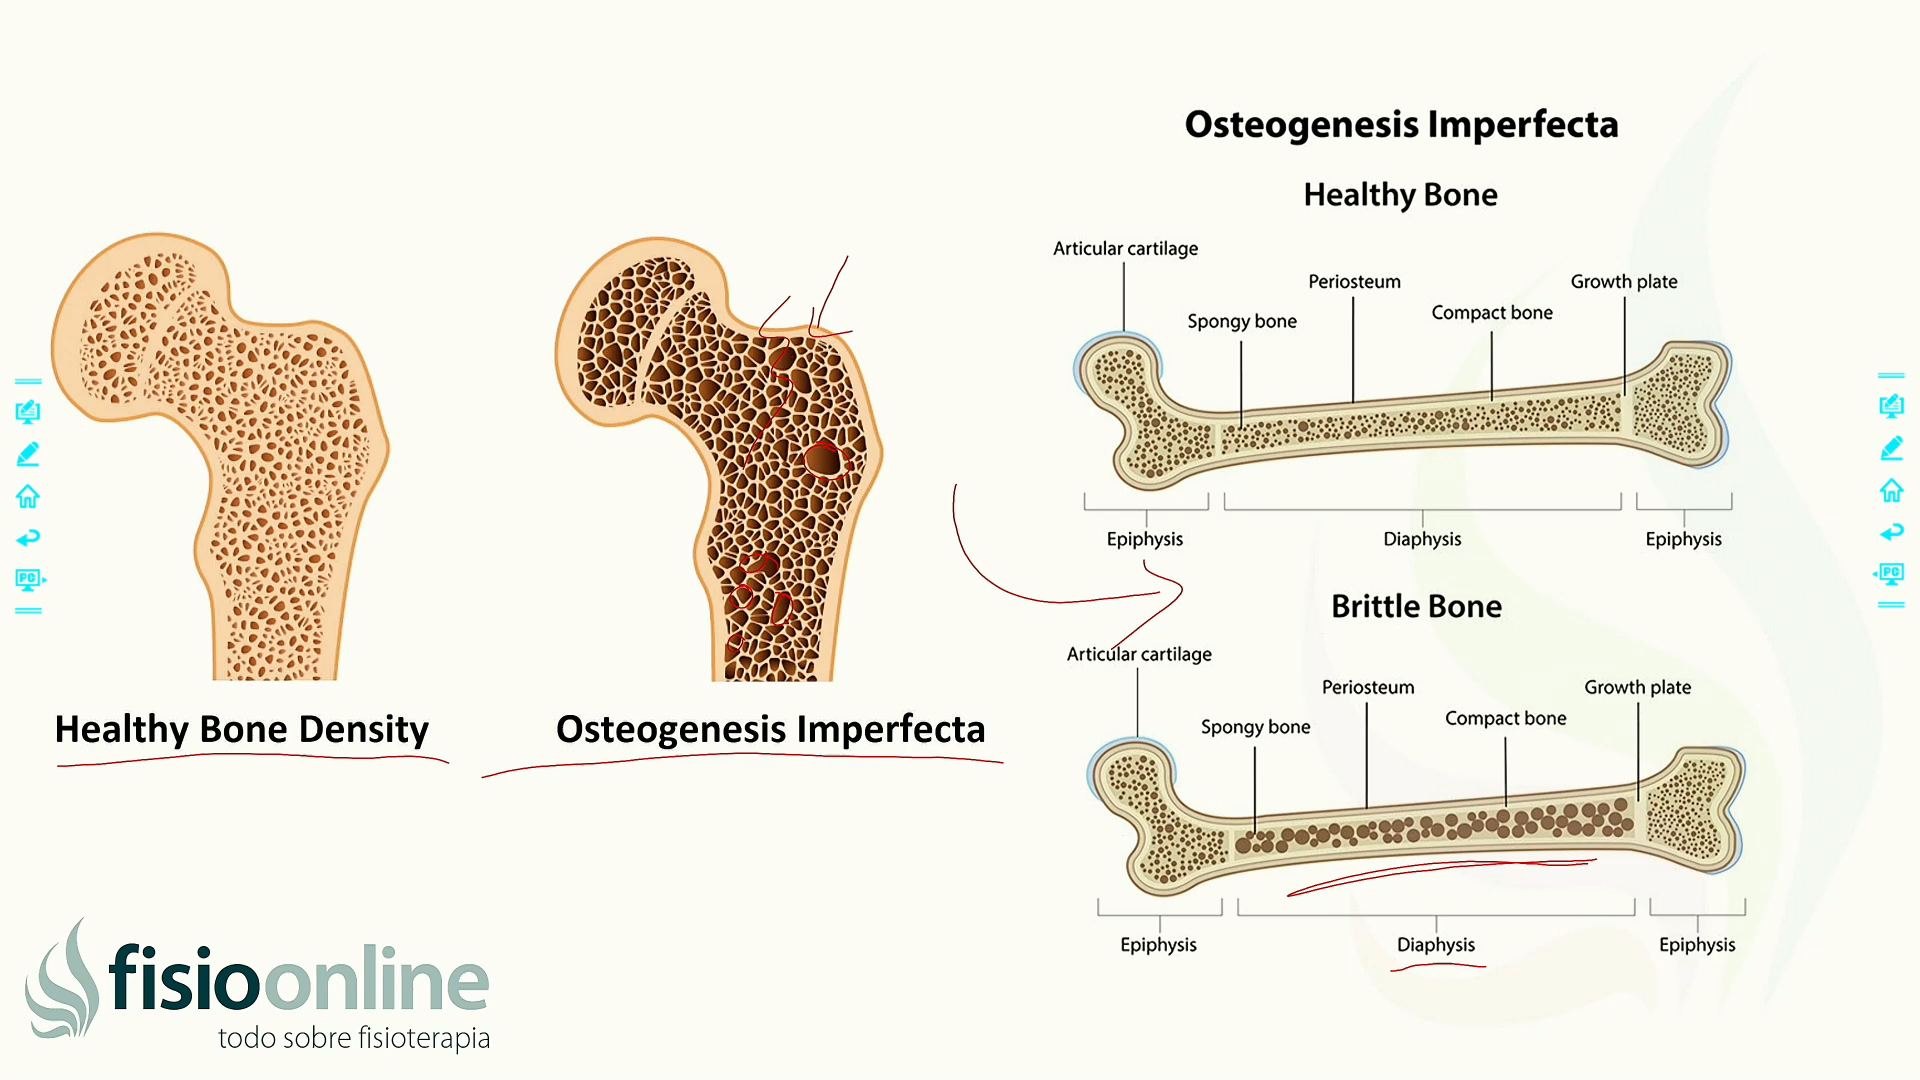 Healthy Bone Density
Osteogenesis Imperfecta
Osteogenesis Imperfecta
Healthy Bone
Articular cartilage
Periosteum
Growth plate
Spongy bone
Compact bone
Epiphysis
Diaphysis
Epiphysis
Brittle Bone
Articular cartilage
Periosteum
Growth plate
Spongy bone
Compact bone
Epiphysis
Diaphysis
Epiphysis
fisioonline
todo sobre fisioterapia
PC
PC